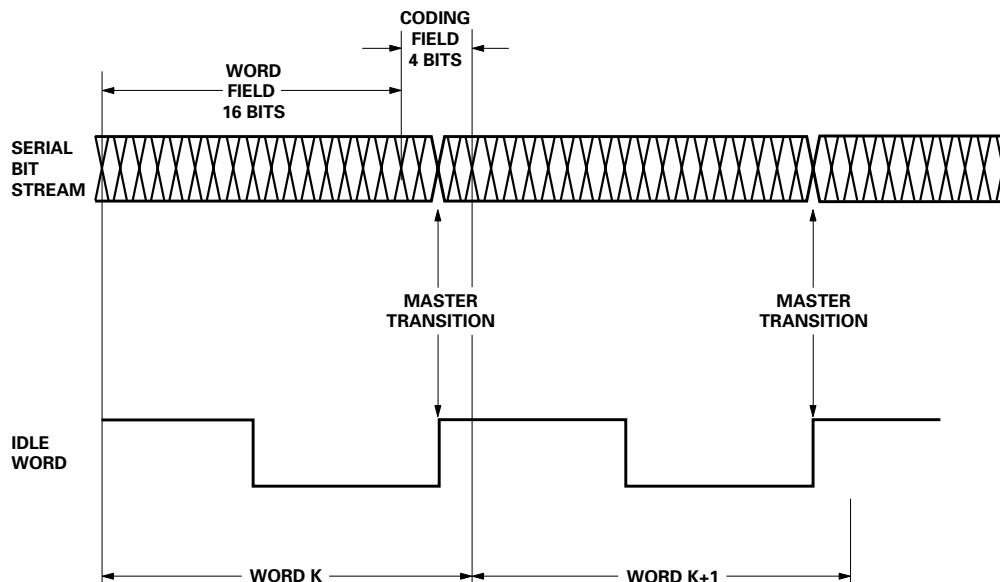 CODING
FIELD
4 BITS
WORD
FIELD
16 BITS
SERIAL
BIT
STREAM
MASTER
TRANSITION
MASTER
TRANSITION
IDLE
WORD
WORD K
WORD K+1